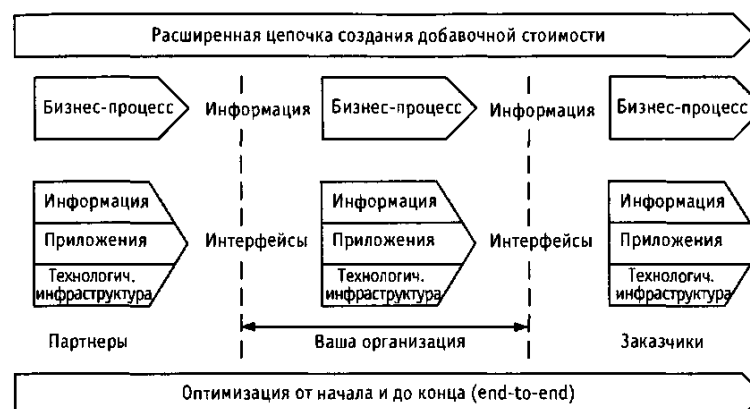 Расширенная цепочка создания добавочной стоимости
Бизнес-процесс Информация Бизнес-процесс Информация Бизнес-процесс
Информация Информация Информация
Приложения Интерфейсы Приложения Интерфейсы Приложения
Технологич. Технологич. Технологич.
инфраструктура инфраструктура инфраструктура
Партнеры Ваша организация Заказчики
Оптимизация от начала и до конца (end-to-end)